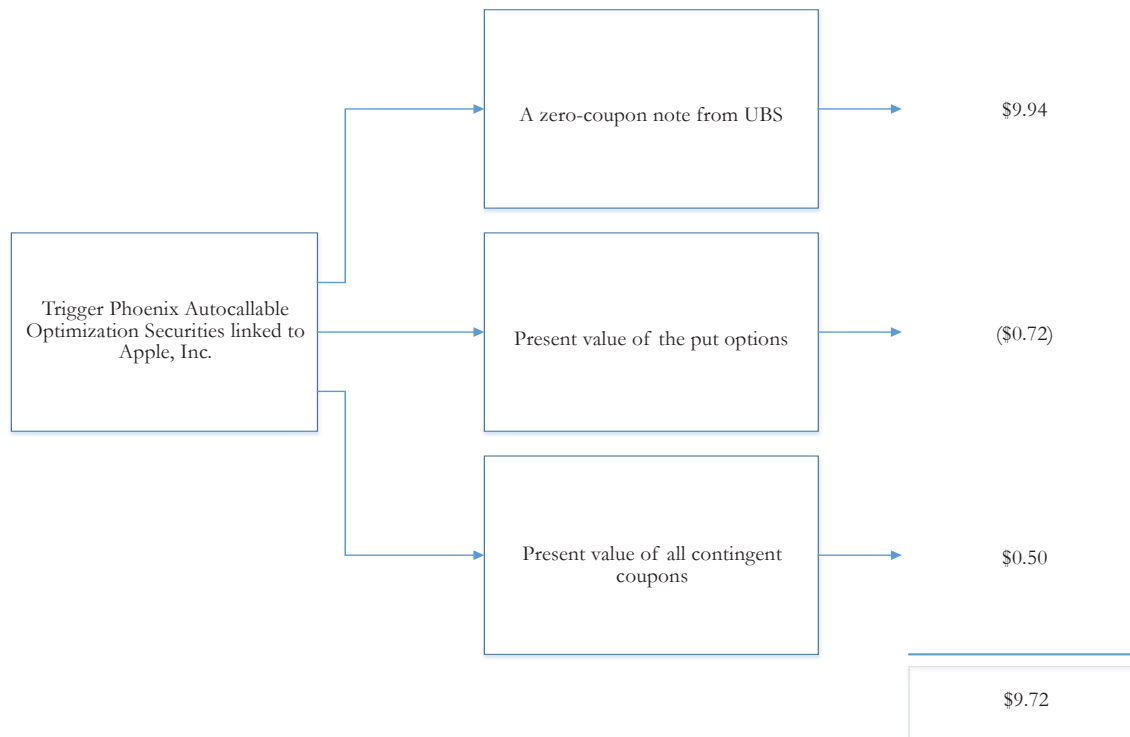 A zero-coupon note from UBS
$9.94
Trigger Phoenix Autocallable
Optimization Securities linked to
Apple, Inc.
Present value of the put options
($0.72)
Present value of all contingent
coupons
$0.50
$9.72